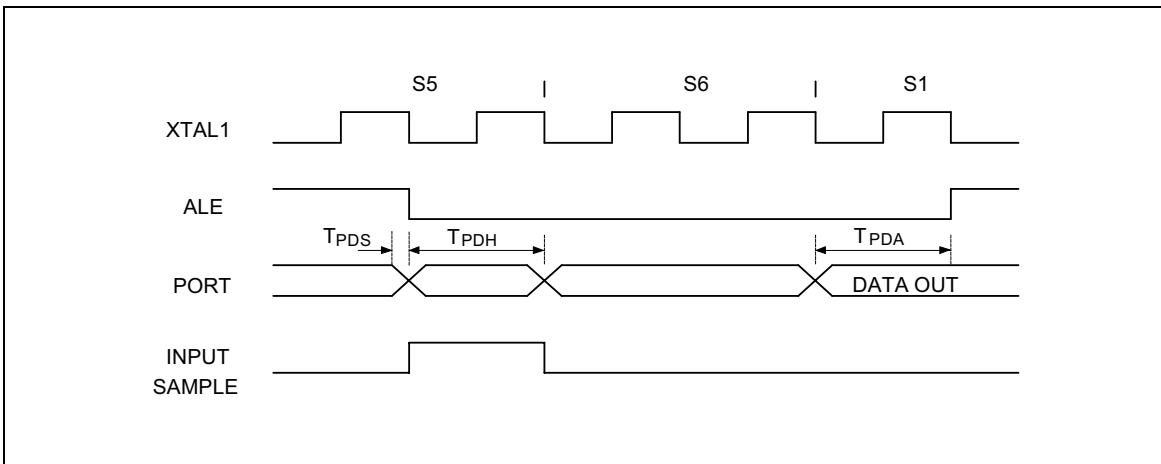 S5 S6 S1
XTAL1
ALE
TPDS TPDH TPDA
PORT DATA OUT
INPUT
SAMPLE